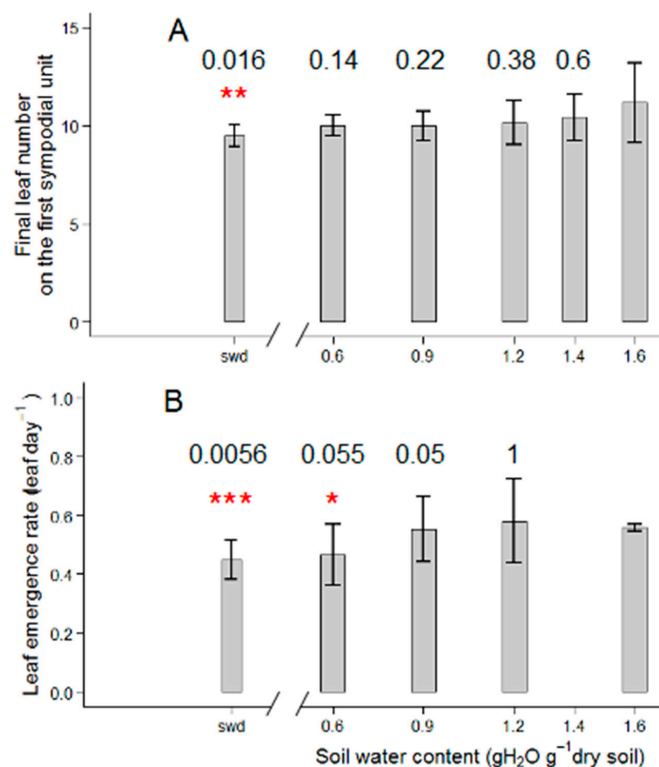 A
0.016 0.14 0.22 0.38 0.6
**
Final leaf number
on the first sympodial unit
15
10
5
0
swd 0.6 0.9 1.2 1.4 1.6
B
0.0056 0.055 0.05 1
*** *
Leaf emergence rate (leaf day⁻¹)
1.0
0.8
0.6
0.4
0.2
0.0
swd 0.6 0.9 1.2 1.4 1.6
Soil water content (gH₂O g⁻¹dry soil)